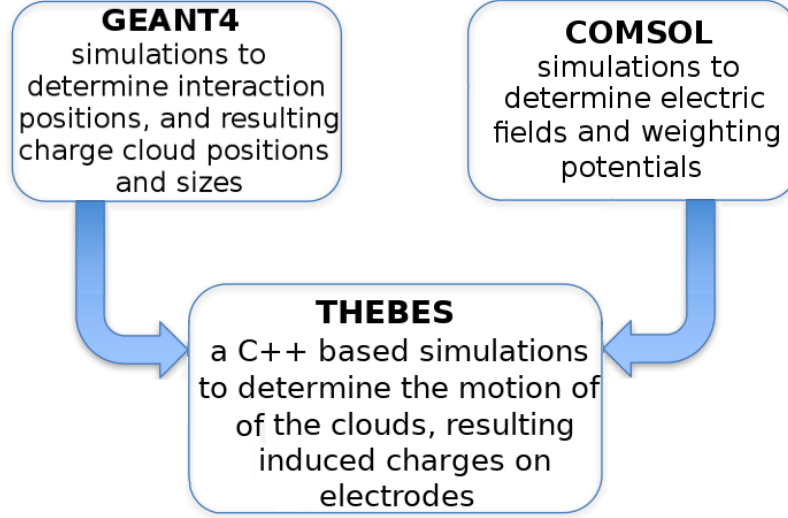 GEANT4
simulations to
determine interaction
positions, and resulting
charge cloud positions
and sizes
COMSOL
simulations to
determine electric
fields and weighting
potentials
THEBES
a C++ based simulations
to determine the motion of
of the clouds, resulting
induced charges on
electrodes